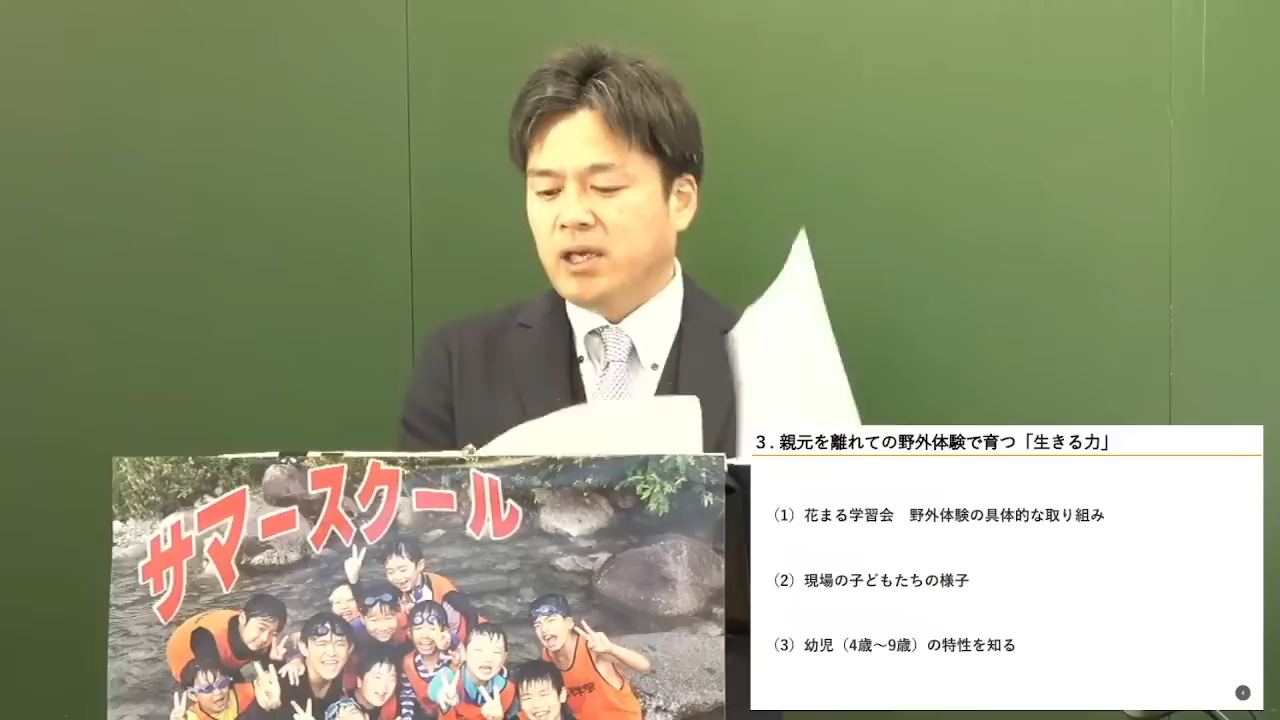 サマースクール
3．親元を離れての野外体験で育つ「生きる力」
（1）花まる学習会　野外体験の具体的な取り組み
（2）現場の子どもたちの様子
（3）幼児（4歳～9歳）の特性を知る